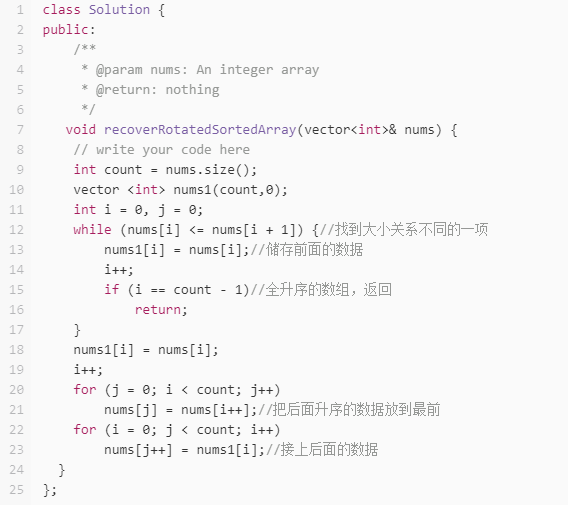 1 class Solution {
2 public:
3     /**
4      * @param nums: An integer array
5      * @return: nothing
6      */
7    void recoverRotatedSortedArray(vector<int>& nums) {
8     // write your code here
9     int count = nums.size();
10     vector <int> nums1(count,0);
11     int i = 0, j = 0;
12     while (nums[i] <= nums[i + 1]) {//找到大小关系不同的一项
13         nums1[i] = nums[i];//储存前面的数据
14         i++;
15         if (i == count - 1)//全升序的数组，返回
16             return;
17     }
18     nums1[i] = nums[i];
19     i++;
20     for (j = 0; i < count; j++)
21         nums[j] = nums[i++];//把后面升序的数据放到最前
22     for (i = 0; j < count; i++)
23         nums[j++] = nums1[i];//接上后面的数据
24   }
25 };